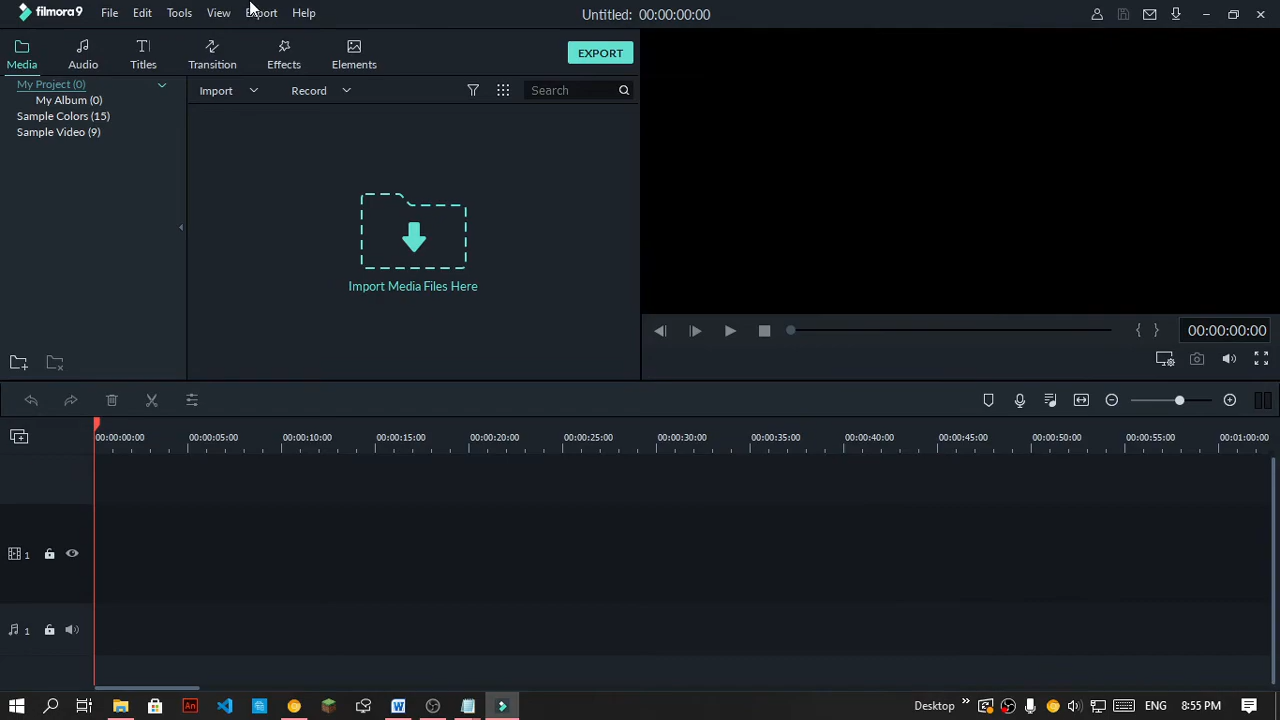 filmora9 File Edit Tools View Export Help Untitled: 00:00:00:00
Media Audio Titles Transition Effects Elements EXPORT
My Project (0)
My Album (0)
Sample Colors (15)
Sample Video (9)
Import Record Search
Import Media Files Here
00:00:00:00
00:00:00:00 00:00:05:00 00:00:10:00 00:00:15:00 00:00:20:00 00:00:25:00 00:00:30:00 00:00:35:00 00:00:40:00 00:00:45:00 00:00:50:00 00:00:55:00 00:01:00:00
1
1
An W Desktop » ENG 8:55 PM